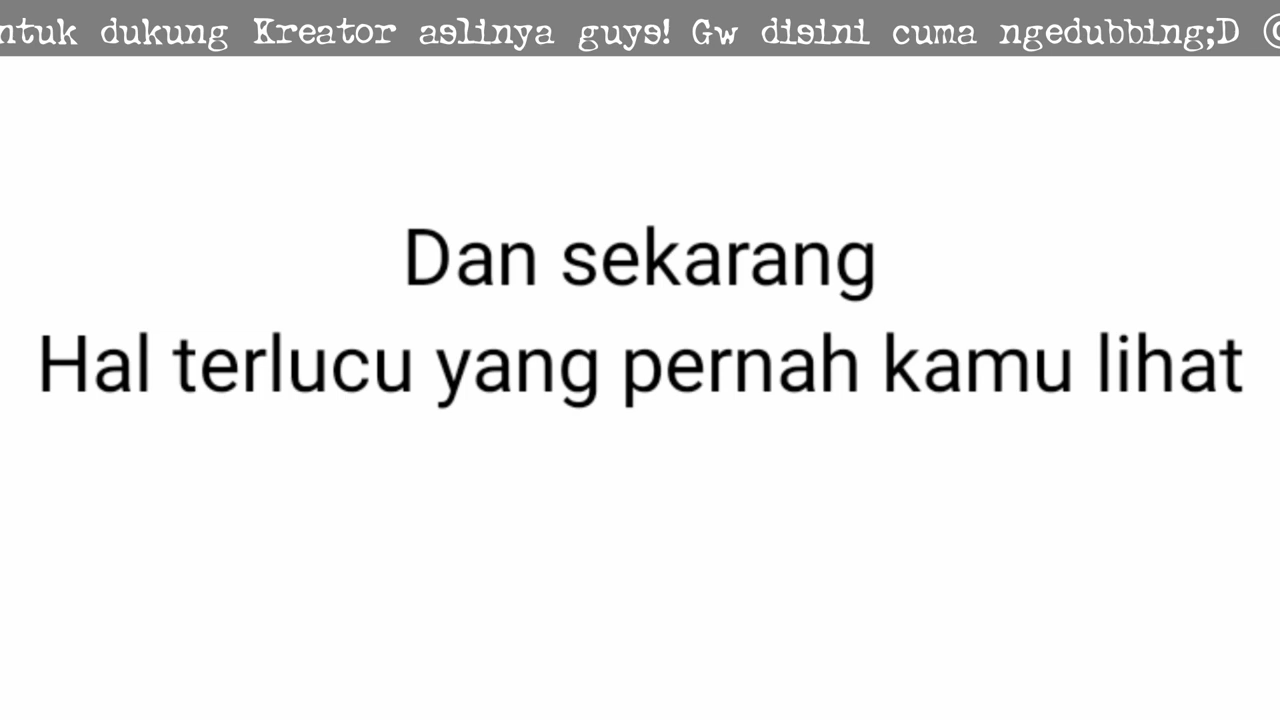 ntuk dukung Kreator aslinya guys! Gw disini cuma ngedubbing;D ©
Dan sekarang
Hal terlucu yang pernah kamu lihat